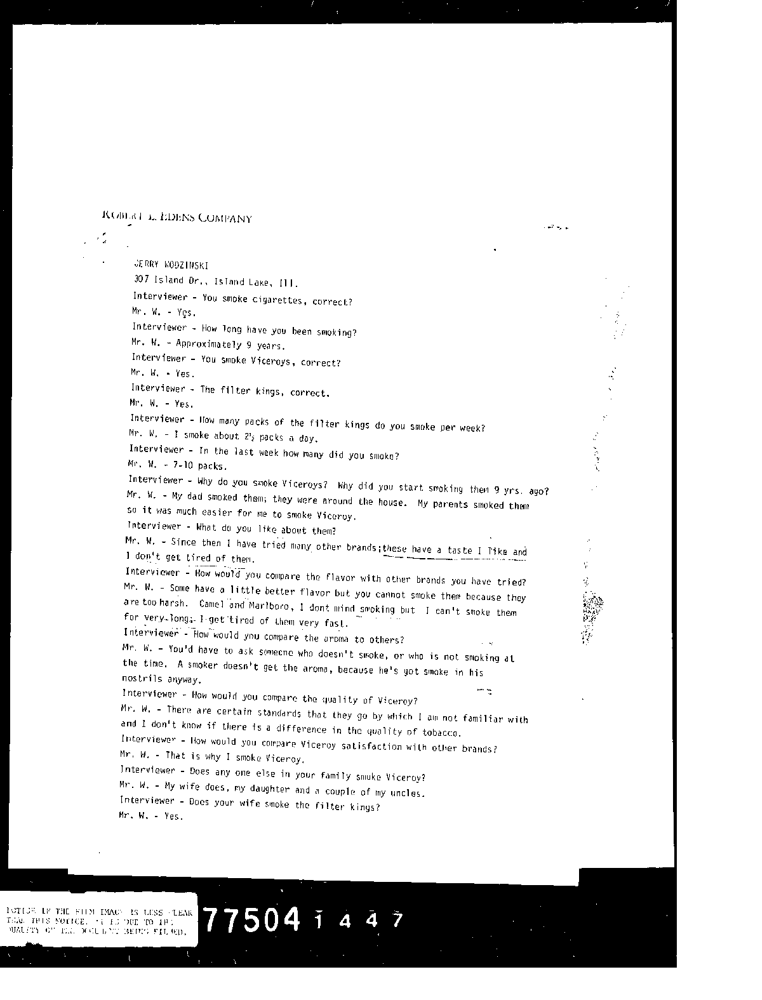 ROBERT E. EDENS COMPANY
JERRY WODZINSKI
307 Island Dr., Island Lake, Ill.
Interviewer - You smoke cigarettes, correct?
Mr. W. - Yes.
Interviewer - How long have you been smoking?
Mr. W. - Approximately 9 years.
Interviewer - You smoke Viceroys, correct?
Mr. W. - Yes.
Interviewer - The filter kings, correct.
Mr. W. - Yes.
Interviewer - How many packs of the filter kings do you smoke per week?
Mr. W. - I smoke about 2½ packs a day.
Interviewer - In the last week how many did you smoke?
Mr. W. - 7-10 packs.
Interviewer - Why do you smoke Viceroys? Why did you start smoking them 9 yrs. ago?
Mr. W. - My dad smoked them; they were around the house. My parents smoked them
so it was much easier for me to smoke Viceroy.
Interviewer - What do you like about them?
Mr. W. - Since then I have tried many other brands;these have a taste I like and
I don't get tired of them.
Interviewer - How would you compare the flavor with other brands you have tried?
Mr. W. - Some have a little better flavor but you cannot smoke them because they
are too harsh. Camel and Marlboro, I dont mind smoking but I can't smoke them
for very long; I get tired of them very fast.
Interviewer - How would you compare the aroma to others?
Mr. W. - You'd have to ask someone who doesn't smoke, or who is not smoking at
the time. A smoker doesn't get the aroma, because he's got smoke in his
nostrils anyway.
Interviewer - How would you compare the quality of Viceroy?
Mr. W. - There are certain standards that they go by which I am not familiar with
and I don't know if there is a difference in the quality of tobacco.
Interviewer - How would you compare Viceroy satisfaction with other brands?
Mr. W. - That is why I smoke Viceroy.
Interviewer - Does any one else in your family smoke Viceroy?
Mr. W. - My wife does, my daughter and a couple of my uncles.
Interviewer - Does your wife smoke the filter kings?
Mr. W. - Yes.
NOTICE IF THE FILM IMAGE IS LESS CLEAR
THAN THIS NOTICE, IT IS DUE TO THE
QUALITY OF THE DOCUMENT BEING FILMED.
77504 1447